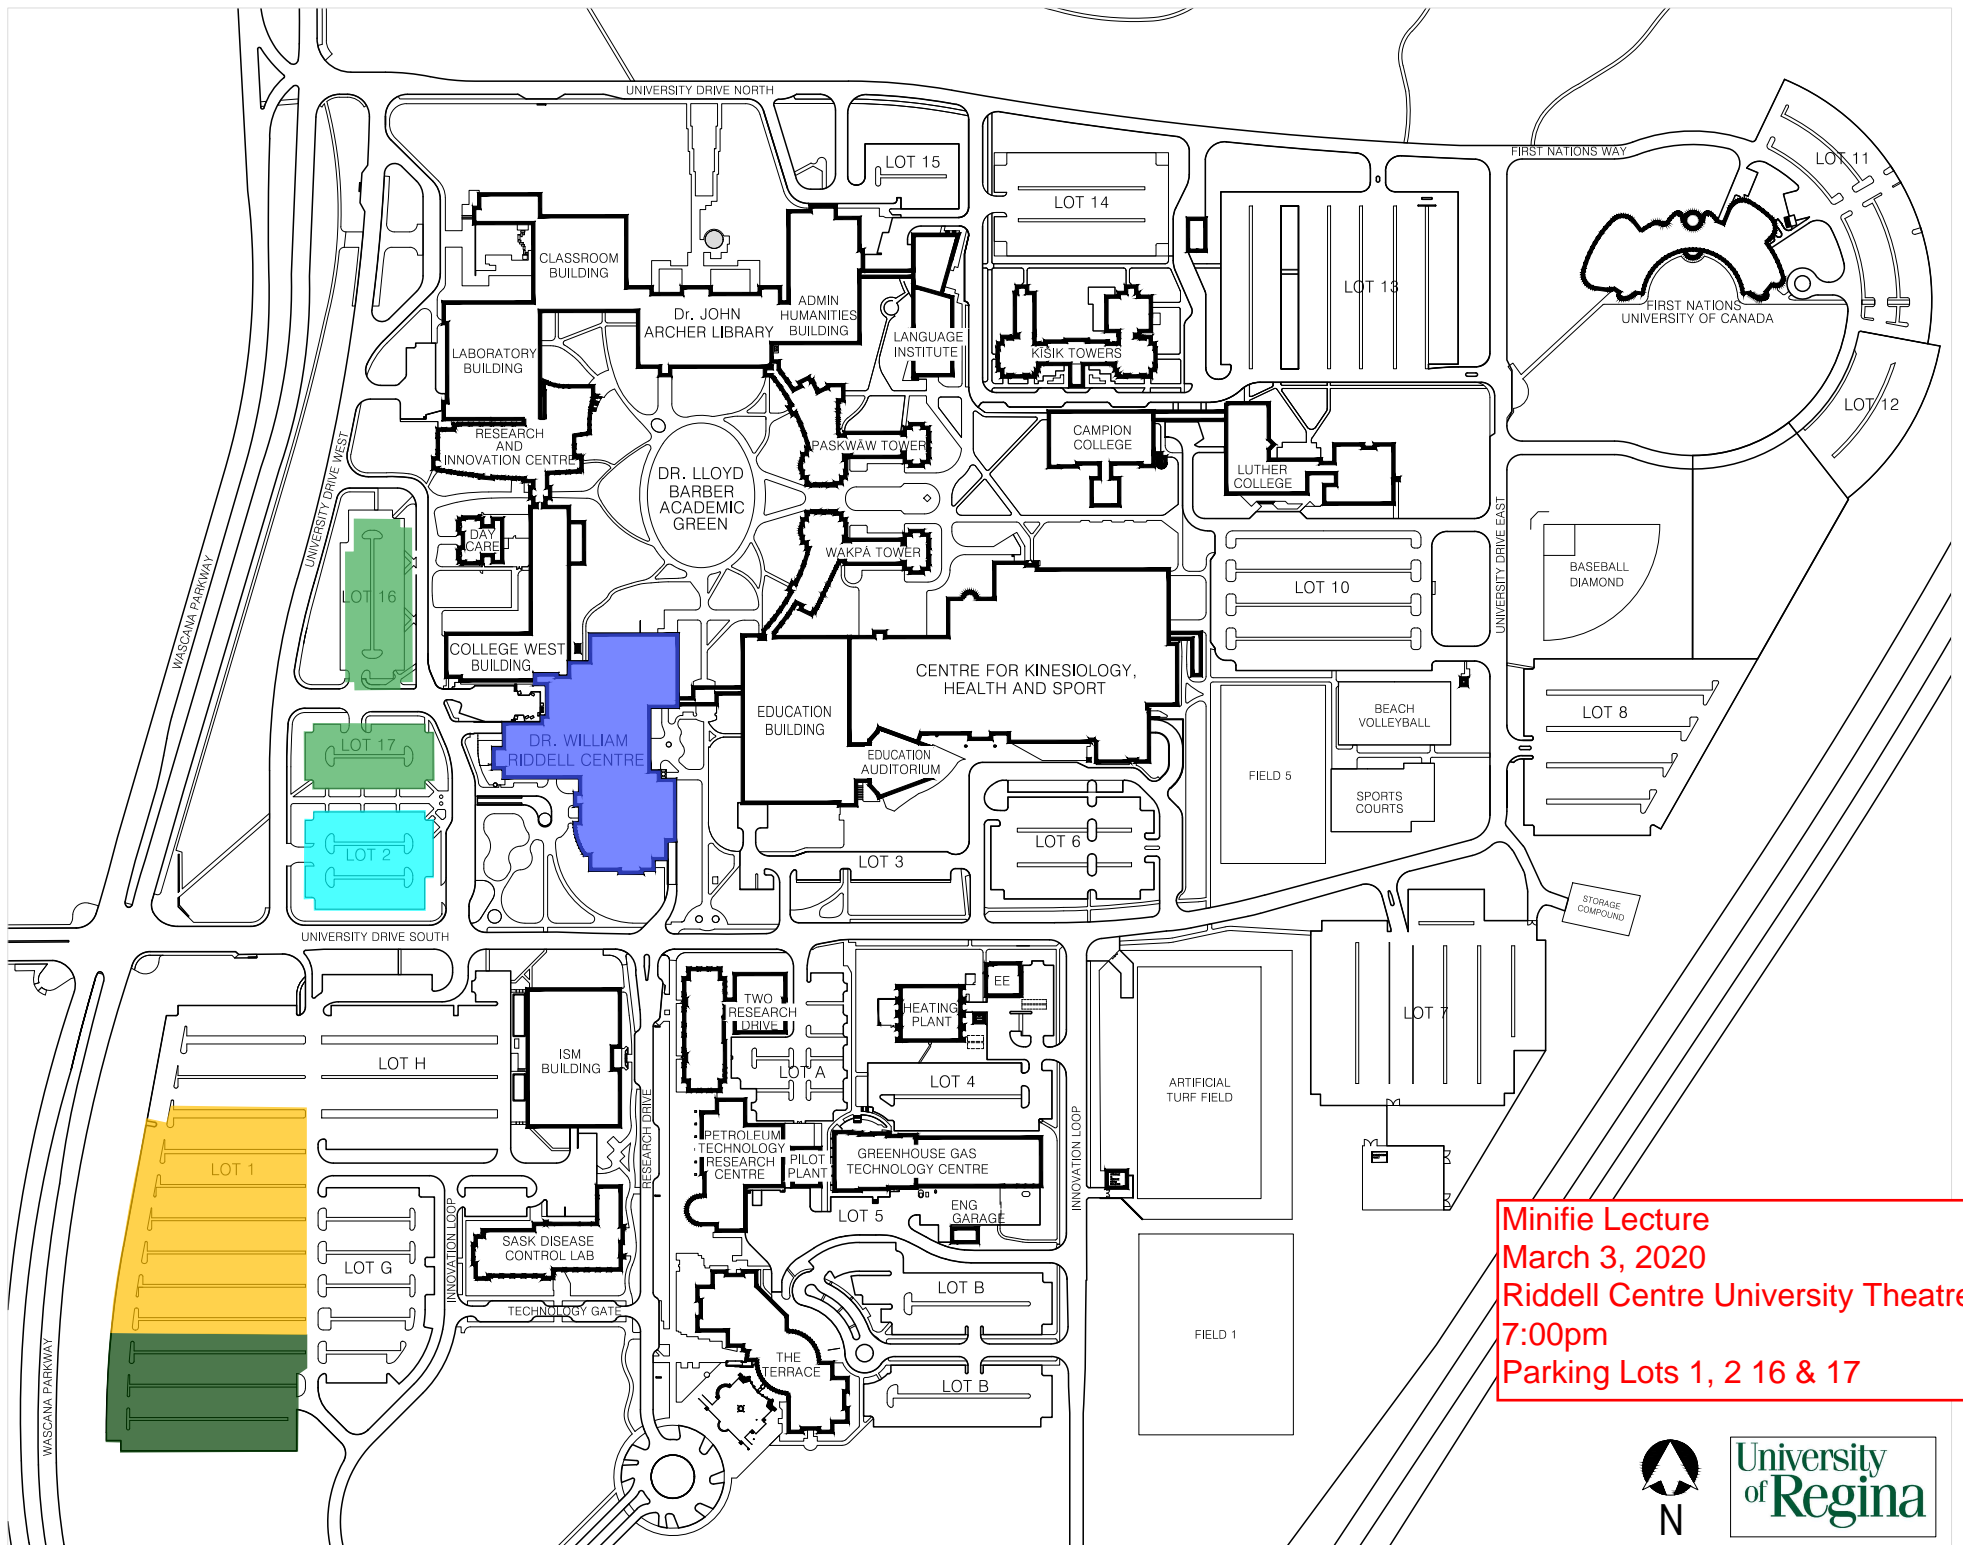 UNIVERSITY DRIVE NORTH
FIRST NATIONS WAY
LOT 11
LOT 15
LOT 14
CLASSROOM
BUILDING
LOT 13
Dr. JOHN
ARCHER LIBRARY
ADMIN
HUMANITIES
BUILDING
LANGUAGE
INSTITUTE
KĪSIK TOWERS
FIRST NATIONS
UNIVERSITY OF CANADA
LABORATORY
BUILDING
LOT 12
RESEARCH
AND
INNOVATION CENTRE
PASKWĀW TOWER
CAMPION
COLLEGE
LUTHER
COLLEGE
DR. LLOYD
BARBER
ACADEMIC
GREEN
UNIVERSITY DRIVE WEST
UNIVERSITY DRIVE EAST
DAY
CARE
WAKPĀ TOWER
LOT 16
LOT 10
BASEBALL
DIAMOND
WASCANA PARKWAY
COLLEGE WEST
BUILDING
CENTRE FOR KINESIOLOGY,
HEALTH AND SPORT
EDUCATION
BUILDING
BEACH
VOLLEYBALL
LOT 8
LOT 17
DR. WILLIAM
RIDDELL CENTRE
EDUCATION
AUDITORIUM
FIELD 5
SPORTS
COURTS
LOT 2
LOT 3
LOT 6
STORAGE
COMPOUND
UNIVERSITY DRIVE SOUTH
TWO
RESEARCH
DRIVE
HEATING
PLANT
EE
LOT 7
LOT H
ISM
BUILDING
LOT A
LOT 4
ARTIFICIAL
TURF FIELD
RESEARCH DRIVE
INNOVATION LOOP
LOT 1
PETROLEUM
TECHNOLOGY
RESEARCH
CENTRE
PILOT
PLANT
GREENHOUSE GAS
TECHNOLOGY CENTRE
LOT 5
ENG
GARAGE
INNOVATION LOOP
SASK DISEASE
CONTROL LAB
LOT G
TECHNOLOGY GATE
LOT B
FIELD 1
THE
TERRACE
LOT B
WASCANA PARKWAY
Minifie Lecture
March 3, 2020
Riddell Centre University Theatre
7:00pm
Parking Lots 1, 2 16 & 17
N
University
of Regina